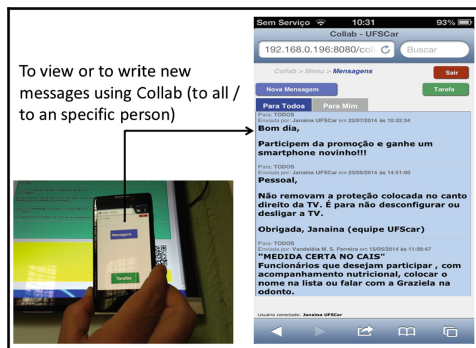 To view or to write new
messages using Collab (to all /
to an specific person)
Mensagens
Tarefas
Sem Serviço 10:31 93%
Collab - UFSCar
192.168.0.196:8080/coll
Buscar
Collab > Menu > Mensagens
Sair
Nova Mensagem
Tarefa
Para Todos Para Mim
Para: TODOS
Enviada por: Janaina UFSCar em 22/07/2014 às 10:32:34
Bom dia,
Participem da promoção e ganhe um
smartphone novinho!!!
Para: TODOS
Enviada por: Janaina UFSCar em 23/05/2014 às 14:51:00
Pessoal,
Não removam a proteção colocada no canto
direito da TV. É para não desconfigurar ou
desligar a TV.
Obrigada, Janaina (equipe UFScar)
Para: TODOS
Enviada por: Vandeléia M. S. Ferreira em 15/05/2014 às 11:58:47
"MEDIDA CERTA NO CAIS"
Funcionários que desejam participar , com
acompanhamento nutricional, colocar o
nome na lista ou falar com a Graziela na
odonto.
Usuário conectado: Janaina UFSCar